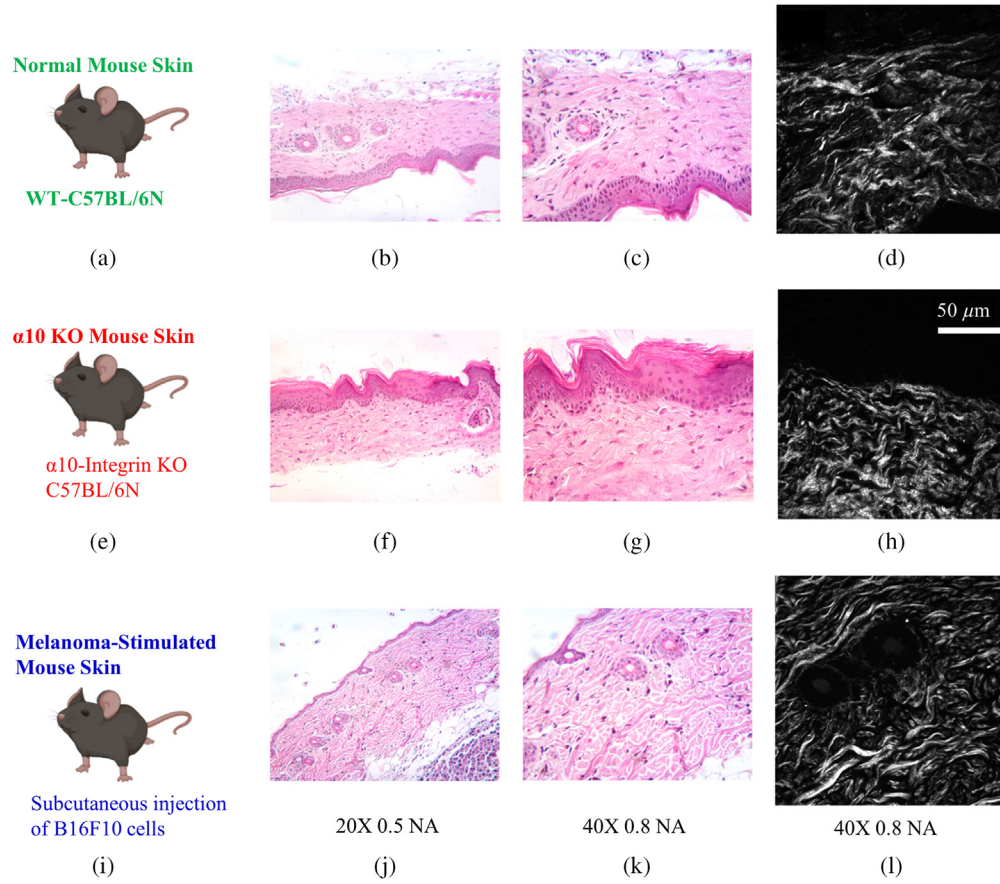 Normal Mouse Skin
WT-C57BL/6N
(a)
(b)
(c)
(d)
α10 KO Mouse Skin
α10-Integrin KO
C57BL/6N
50 μm
(e)
(f)
(g)
(h)
Melanoma-Stimulated
Mouse Skin
Subcutaneous injection
of B16F10 cells
20X 0.5 NA
40X 0.8 NA
40X 0.8 NA
(i)
(j)
(k)
(l)